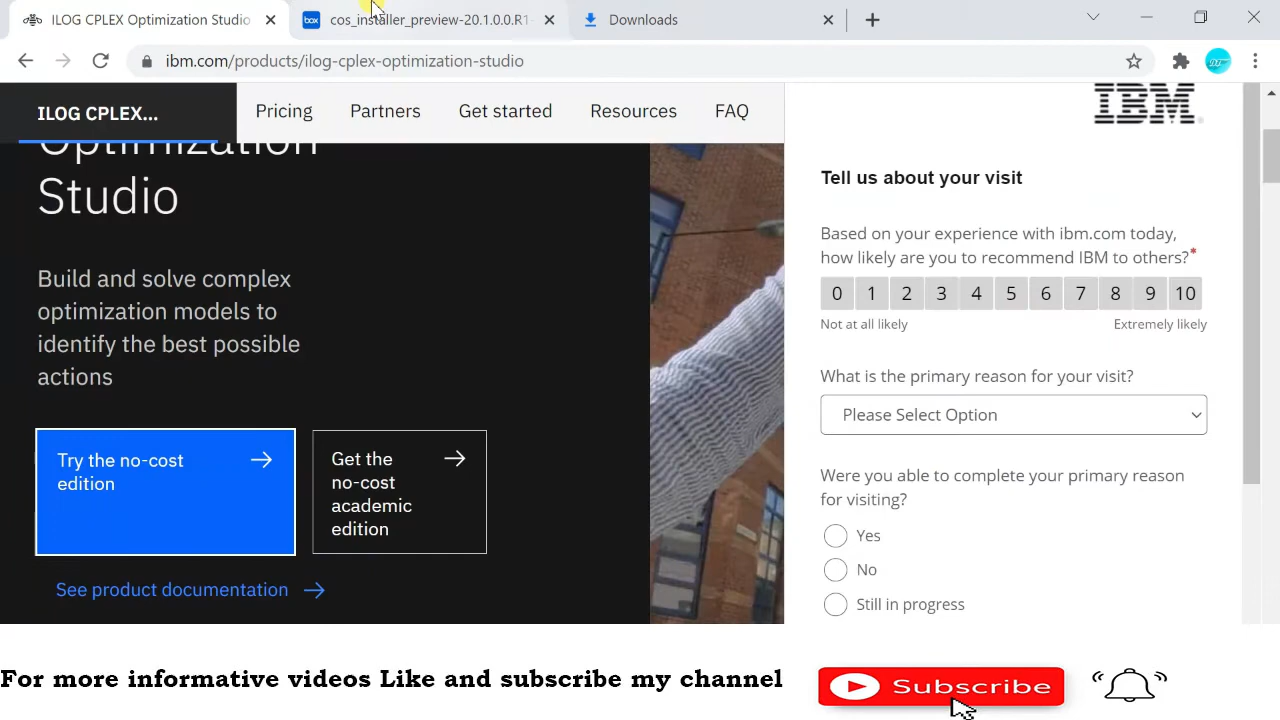 ILOG CPLEX Optimization Studio
box cos_installer_preview-20.1.0.0.R1-
Downloads
ibm.com/products/ilog-cplex-optimization-studio
ILOG CPLEX...
Pricing
Partners
Get started
Resources
FAQ
IBM
Optimization
Studio
Build and solve complex
optimization models to
identify the best possible
actions
Try the no-cost
edition
Get the
no-cost
academic
edition
See product documentation
Tell us about your visit
Based on your experience with ibm.com today,
how likely are you to recommend IBM to others?*
0 1 2 3 4 5 6 7 8 9 10
Not at all likely
Extremely likely
What is the primary reason for your visit?
Please Select Option
Were you able to complete your primary reason
for visiting?
Yes
No
Still in progress
For more informative videos Like and subscribe my channel
Subscribe